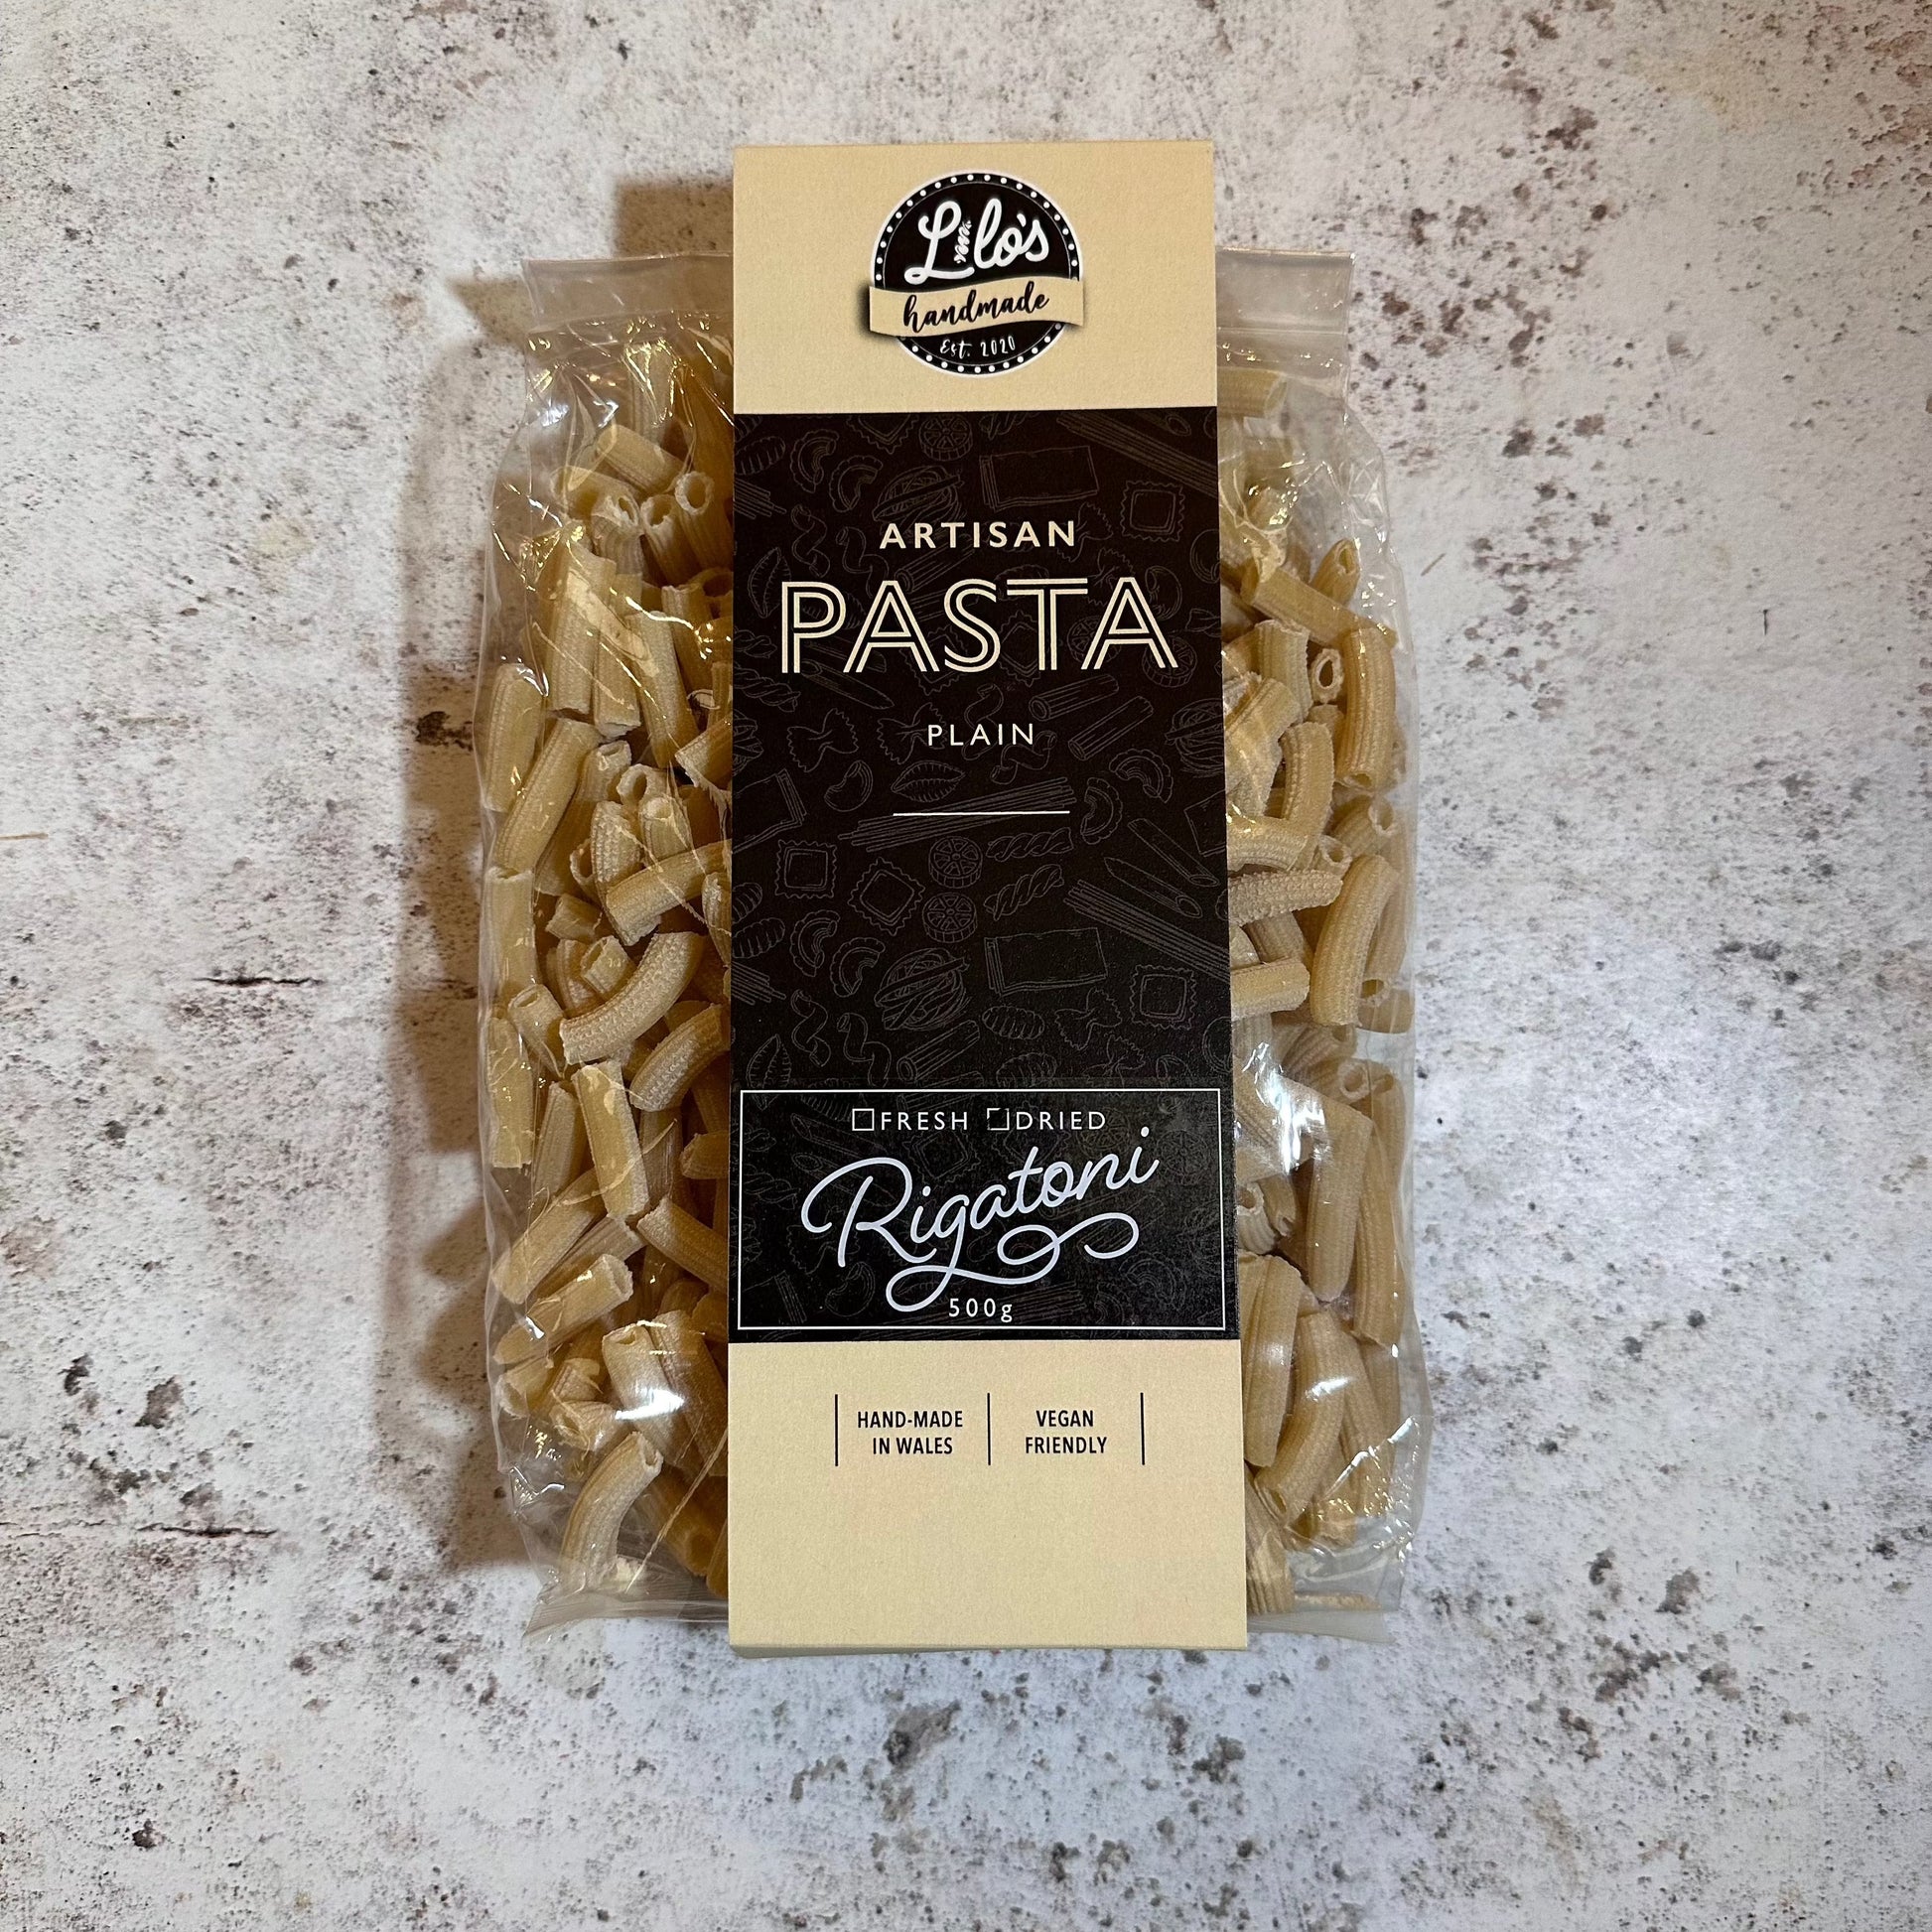 Lilo's
handmade
Est. 2020
ARTISAN
PASTA
PLAIN
FRESH DRIED
Rigatoni
500g
HAND-MADE
IN WALES
VEGAN
FRIENDLY